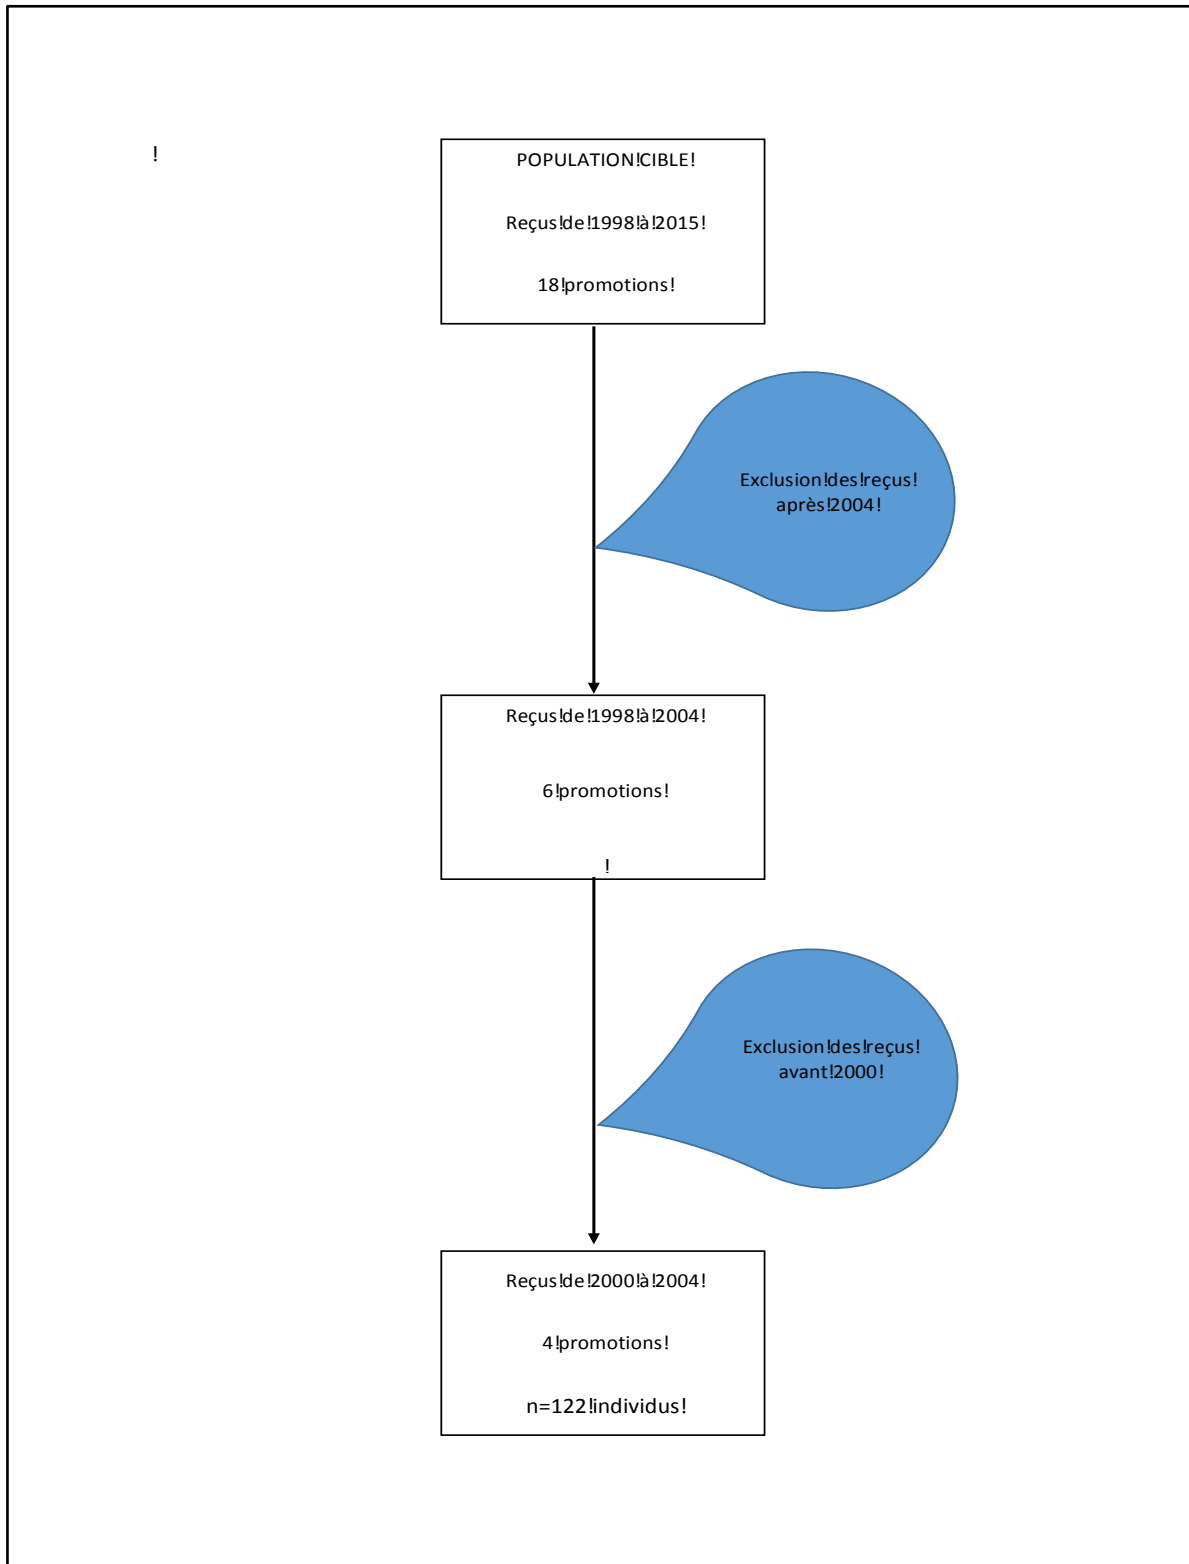 !
POPULATION!CIBLE!
Reçus!de!1998!à!2015!
18!promotions!
Exclusion!des!reçus!
après!2004!
Reçus!de!1998!à!2004!
6!promotions!
!
Exclusion!des!reçus!
avant!2000!
Reçus!de!2000!à!2004!
4!promotions!
n=122!individus!